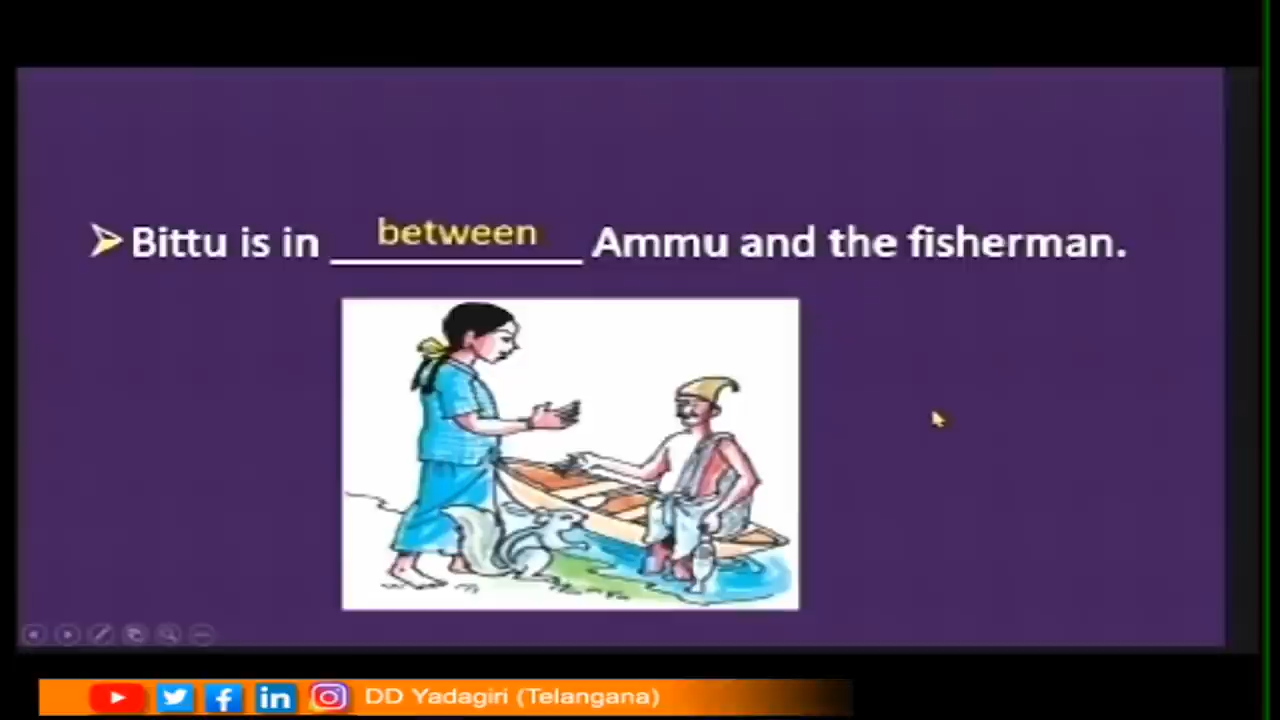 Bittu is in between Ammu and the fisherman.
DD Yadagiri (Telangana)